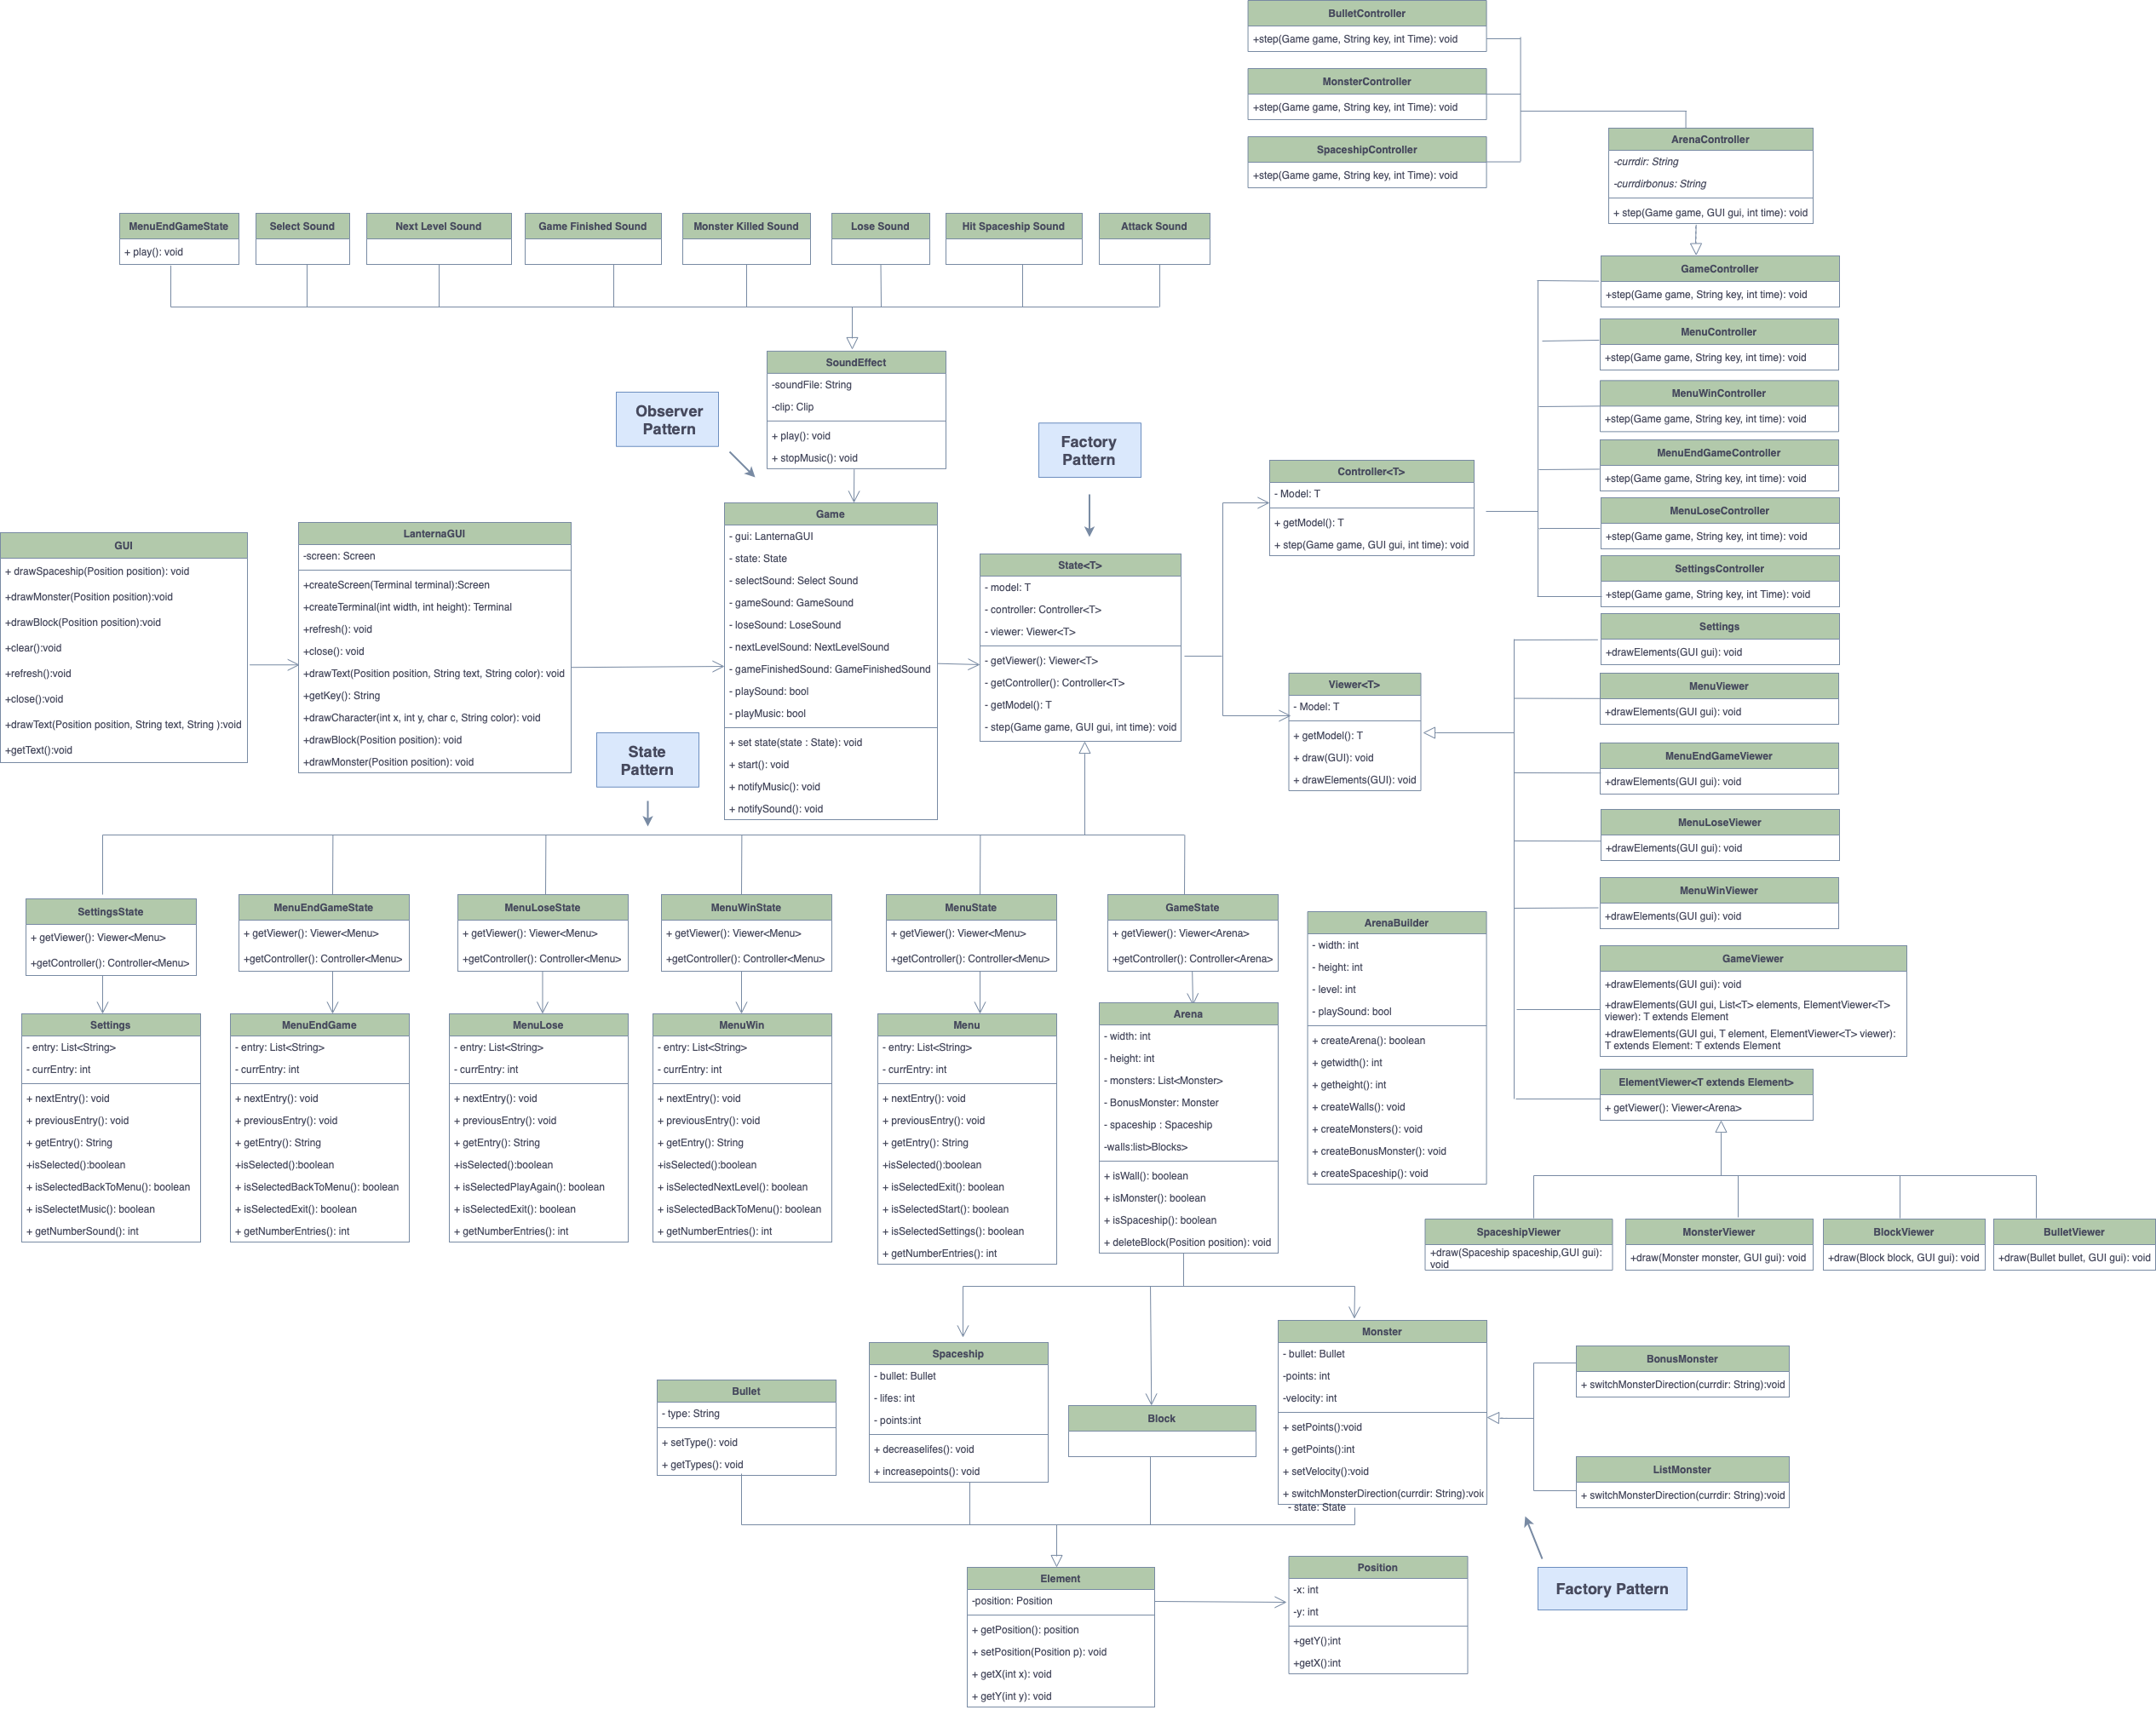 BulletController
+step(Game game, String key, int Time): void
MonsterController
+step(Game game, String key, int Time): void
SpaceshipController
+step(Game game, String key, int Time): void
ArenaController
-currdir: String
-currdirbonus: String
+ step(Game game, GUI gui, int time): void
MenuEndGameState
+ play(): void
Select Sound
Next Level Sound
Game Finished Sound
Monster Killed Sound
Lose Sound
Hit Spaceship Sound
Attack Sound
GameController
+step(Game game, String key, int time): void
MenuController
+step(Game game, String key, int time): void
MenuWinController
+step(Game game, String key, int time): void
MenuEndGameController
+step(Game game, String key, int time): void
MenuLoseController
+step(Game game, String key, int time): void
SettingsController
+step(Game game, String key, int Time): void
SoundEffect
-soundFile: String
-clip: Clip
+ play(): void
+ stopMusic(): void
Observer
Pattern
Factory
Pattern
Controller<T>
- Model: T
+ getModel(): T
+ step(Game game, GUI gui, int time): void
GUI
+ drawSpaceship(Position position): void
+drawMonster(Position position):void
+drawBlock(Position position):void
+clear():void
+refresh():void
+close():void
+drawText(Position position, String text, String ):void
+getText():void
LanternaGUI
-screen: Screen
+createScreen(Terminal terminal):Screen
+createTerminal(int width, int height): Terminal
+refresh(): void
+close(): void
+drawText(Position position, String text, String color): void
+getKey(): String
+drawCharacter(int x, int y, char c, String color): void
+drawBlock(Position position): void
+drawMonster(Position position): void
Game
- gui: LanternaGUI
- state: State
- selectSound: Select Sound
- gameSound: GameSound
- loseSound: LoseSound
- nextLevelSound: NextLevelSound
- gameFinishedSound: GameFinishedSound
- playSound: bool
- playMusic: bool
+ set state(state : State): void
+ start(): void
+ notifyMusic(): void
+ notifySound(): void
State<T>
- model: T
- controller: Controller<T>
- viewer: Viewer<T>
- getViewer(): Viewer<T>
- getController(): Controller<T>
- getModel(): T
- step(Game game, GUI gui, int time): void
Viewer<T>
- Model: T
+ getModel(): T
+ draw(GUI): void
+ drawElements(GUI): void
Settings
+drawElements(GUI gui): void
MenuViewer
+drawElements(GUI gui): void
MenuEndGameViewer
+drawElements(GUI gui): void
MenuLoseViewer
+drawElements(GUI gui): void
MenuWinViewer
+drawElements(GUI gui): void
GameViewer
+drawElements(GUI gui): void
+drawElements(GUI gui, List<T> elements, ElementViewer<T>
viewer): T extends Element
+drawElements(GUI gui, T element, ElementViewer<T> viewer):
T extends Element: T extends Element
ElementViewer<T extends Element>
+ getViewer(): Viewer<Arena>
State
Pattern
SettingsState
+ getViewer(): Viewer<Menu>
+getController(): Controller<Menu>
MenuEndGameState
+ getViewer(): Viewer<Menu>
+getController(): Controller<Menu>
MenuLoseState
+ getViewer(): Viewer<Menu>
+getController(): Controller<Menu>
MenuWinState
+ getViewer(): Viewer<Menu>
+getController(): Controller<Menu>
MenuState
+ getViewer(): Viewer<Menu>
+getController(): Controller<Menu>
GameState
+ getViewer(): Viewer<Arena>
+getController(): Controller<Arena>
ArenaBuilder
- width: int
- height: int
- level: int
- playSound: bool
+ createArena(): boolean
+ getwidth(): int
+ getheight(): int
+ createWalls(): void
+ createMonsters(): void
+ createBonusMonster(): void
+ createSpaceship(): void
Settings
- entry: List<String>
- currEntry: int
+ nextEntry(): void
+ previousEntry(): void
+ getEntry(): String
+isSelected():boolean
+ isSelectedBackToMenu(): boolean
+ isSelectetMusic(): boolean
+ getNumberSound(): int
MenuEndGame
- entry: List<String>
- currEntry: int
+ nextEntry(): void
+ previousEntry(): void
+ getEntry(): String
+isSelected():boolean
+ isSelectedBackToMenu(): boolean
+ isSelectedExit(): boolean
+ getNumberEntries(): int
MenuLose
- entry: List<String>
- currEntry: int
+ nextEntry(): void
+ previousEntry(): void
+ getEntry(): String
+isSelected():boolean
+ isSelectedPlayAgain(): boolean
+ isSelectedExit(): boolean
+ getNumberEntries(): int
MenuWin
- entry: List<String>
- currEntry: int
+ nextEntry(): void
+ previousEntry(): void
+ getEntry(): String
+isSelected():boolean
+ isSelectedNextLevel(): boolean
+ isSelectedBackToMenu(): boolean
+ getNumberEntries(): int
Menu
- entry: List<String>
- currEntry: int
+ nextEntry(): void
+ previousEntry(): void
+ getEntry(): String
+isSelected():boolean
+ isSelectedExit(): boolean
+ isSelectedStart(): boolean
+ isSelectedSettings(): boolean
+ getNumberEntries(): int
Arena
- width: int
- height: int
- monsters: List<Monster>
- BonusMonster: Monster
- spaceship : Spaceship
-walls:list>Blocks>
+ isWall(): boolean
+ isMonster(): boolean
+ isSpaceship(): boolean
+ deleteBlock(Position position): void
SpaceshipViewer
+draw(Spaceship spaceship,GUI gui):
void
MonsterViewer
+draw(Monster monster, GUI gui): void
BlockViewer
+draw(Block block, GUI gui): void
BulletViewer
+draw(Bullet bullet, GUI gui): void
Bullet
- type: String
+ setType(): void
+ getTypes(): void
Spaceship
- bullet: Bullet
- lifes: int
- points:int
+ decreaselifes(): void
+ increasepoints(): void
Block
Monster
- bullet: Bullet
-points: int
-velocity: int
+ setPoints():void
+ getPoints():int
+ setVelocity():void
+ switchMonsterDirection(currdir: String):void
- state: State
BonusMonster
+ switchMonsterDirection(currdir: String):void
ListMonster
+ switchMonsterDirection(currdir: String):void
Factory Pattern
Element
-position: Position
+ getPosition(): position
+ setPosition(Position p): void
+ getX(int x): void
+ getY(int y): void
Position
-x: int
-y: int
+getY();int
+getX():int